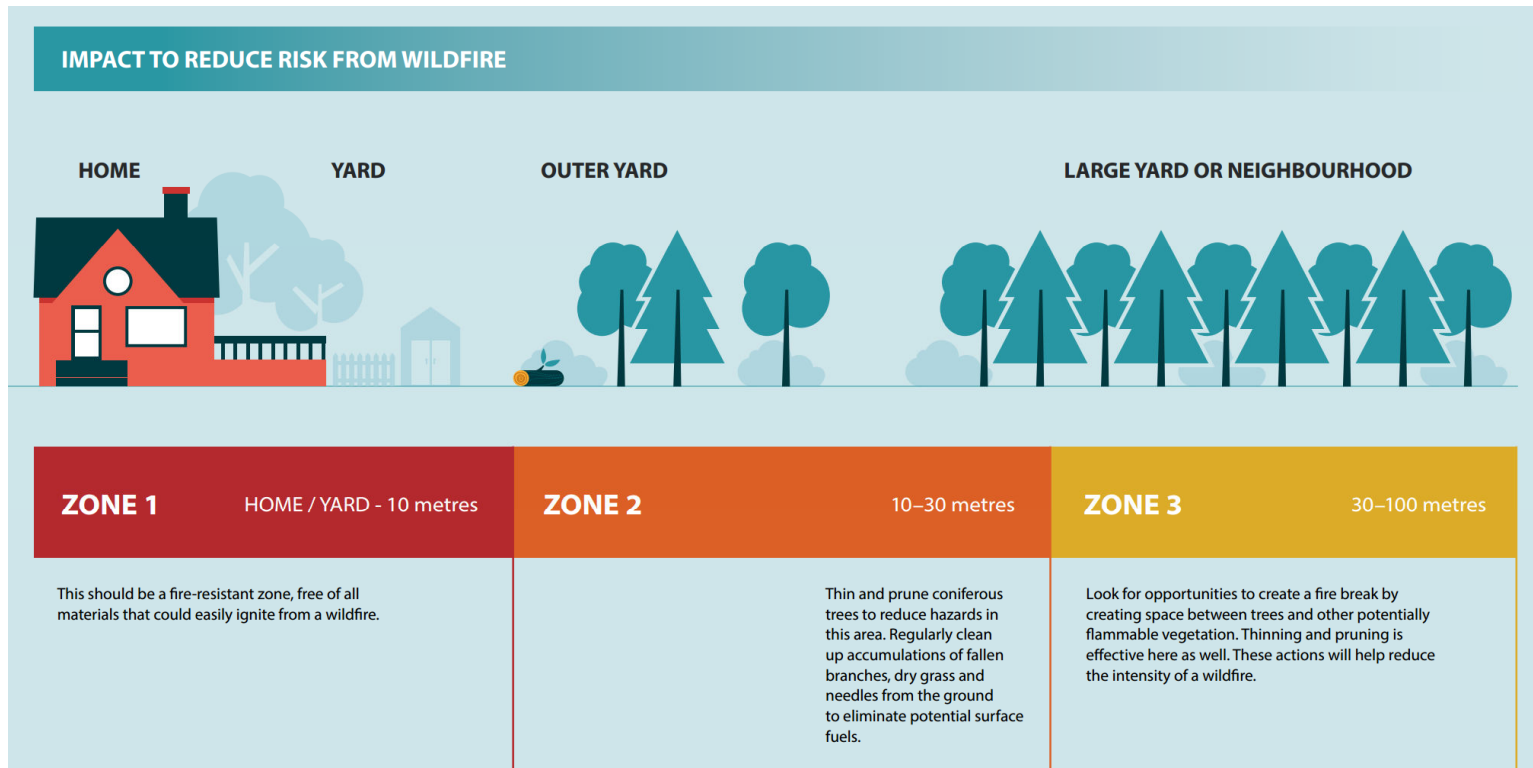 IMPACT TO REDUCE RISK FROM WILDFIRE
HOME
YARD
OUTER YARD
LARGE YARD OR NEIGHBOURHOOD
ZONE 1
HOME / YARD - 10 metres
ZONE 2
10–30 metres
ZONE 3
30–100 metres
This should be a fire-resistant zone, free of all
materials that could easily ignite from a wildfire.
Thin and prune coniferous
trees to reduce hazards in
this area. Regularly clean
up accumulations of fallen
branches, dry grass and
needles from the ground
to eliminate potential surface
fuels.
Look for opportunities to create a fire break by
creating space between trees and other potentially
flammable vegetation. Thinning and pruning is
effective here as well. These actions will help reduce
the intensity of a wildfire.